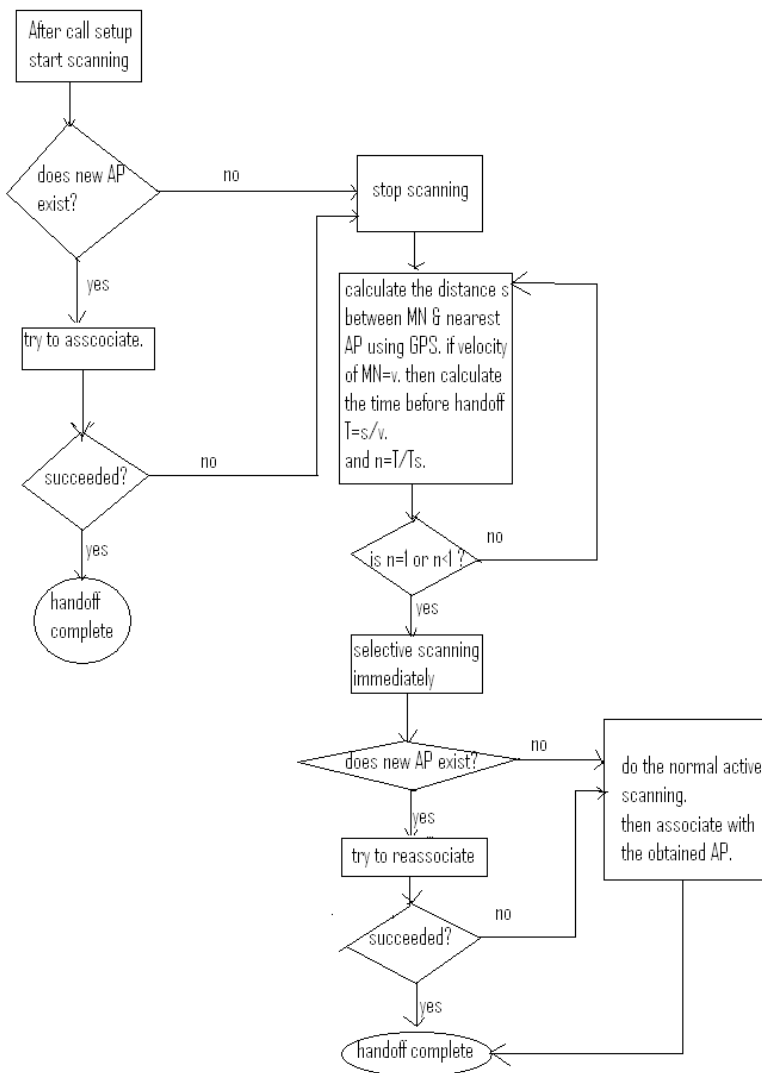 After call setup
start scanning
does new AP
exist?
no
stop scanning
yes
try to asscociate.
calculate the distance s
between MN & nearest
AP using GPS. if velocity
of MN=v. then calculate
the time before handoff
T=s/v.
and n=T/Ts.
succeeded?
no
yes
handoff
complete
is n=1 or n<1 ?
no
yes
selective scanning
immediately
does new AP exist?
no
do the normal active
scanning.
then associate with
the obtained AP.
yes
try to reassociate
succeeded?
no
yes
handoff complete